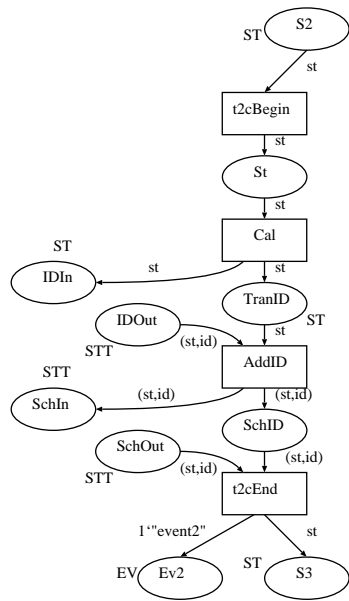 S2
ST
st
t2cBegin
st
St
st
Cal
ST
st
st
IDIn
TranID
IDOut
ST
st
(st,id)
STT
STT
AddID
(st,id)
(st,id)
SchIn
SchID
SchOut
(st,id)
(st,id)
STT
t2cEnd
1‘"event2"
st
EV
Ev2
ST
S3